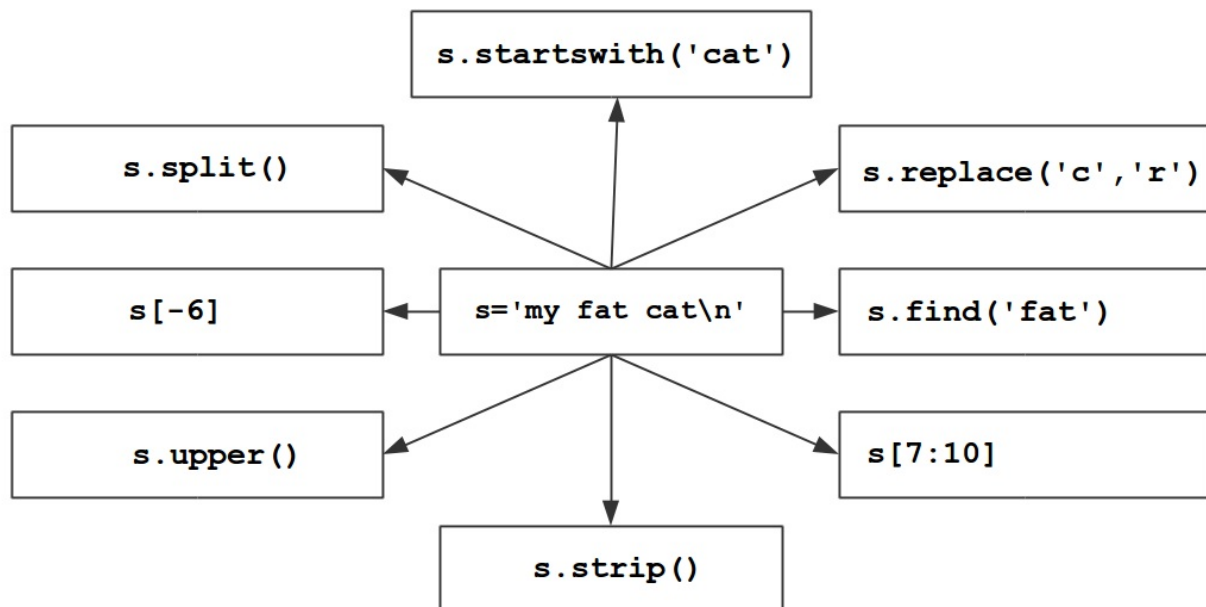 s.startswith('cat')
s.split()
s.replace('c','r')
s[-6]
s='my fat cat\n'
s.find('fat')
s.upper()
s[7:10]
s.strip()